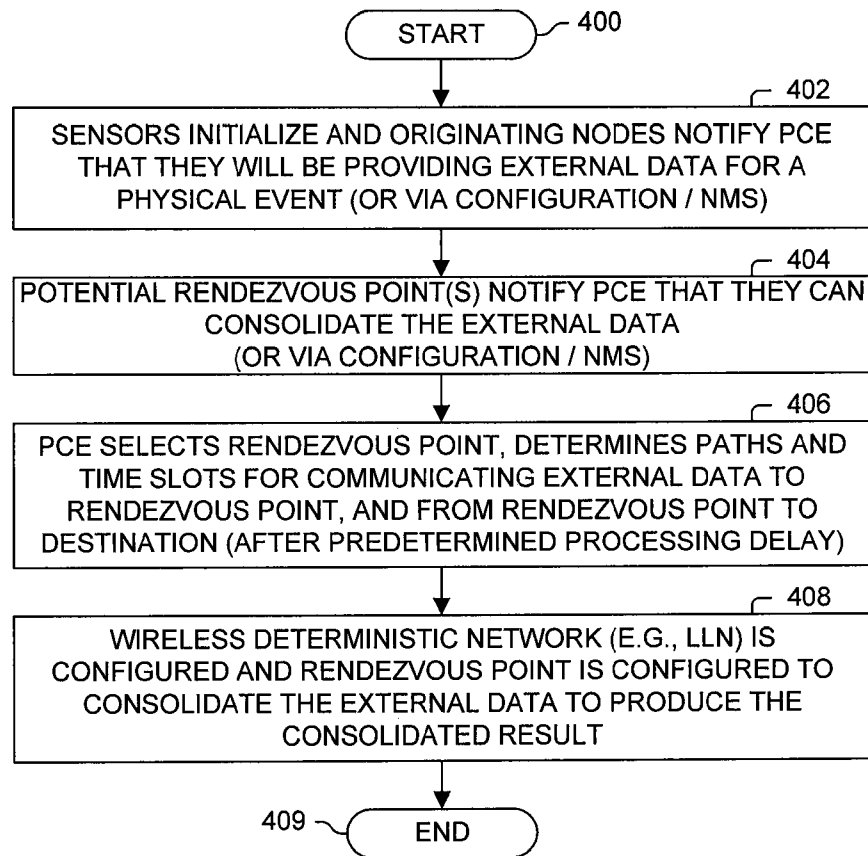 START
400
402
SENSORS INITIALIZE AND ORIGINATING NODES NOTIFY PCE
THAT THEY WILL BE PROVIDING EXTERNAL DATA FOR A
PHYSICAL EVENT (OR VIA CONFIGURATION / NMS)
404
POTENTIAL RENDEZVOUS POINT(S) NOTIFY PCE THAT THEY CAN
CONSOLIDATE THE EXTERNAL DATA
(OR VIA CONFIGURATION / NMS)
406
PCE SELECTS RENDEZVOUS POINT, DETERMINES PATHS AND
TIME SLOTS FOR COMMUNICATING EXTERNAL DATA TO
RENDEZVOUS POINT, AND FROM RENDEZVOUS POINT TO
DESTINATION (AFTER PREDETERMINED PROCESSING DELAY)
408
WIRELESS DETERMINISTIC NETWORK (E.G., LLN) IS
CONFIGURED AND RENDEZVOUS POINT IS CONFIGURED TO
CONSOLIDATE THE EXTERNAL DATA TO PRODUCE THE
CONSOLIDATED RESULT
409
END